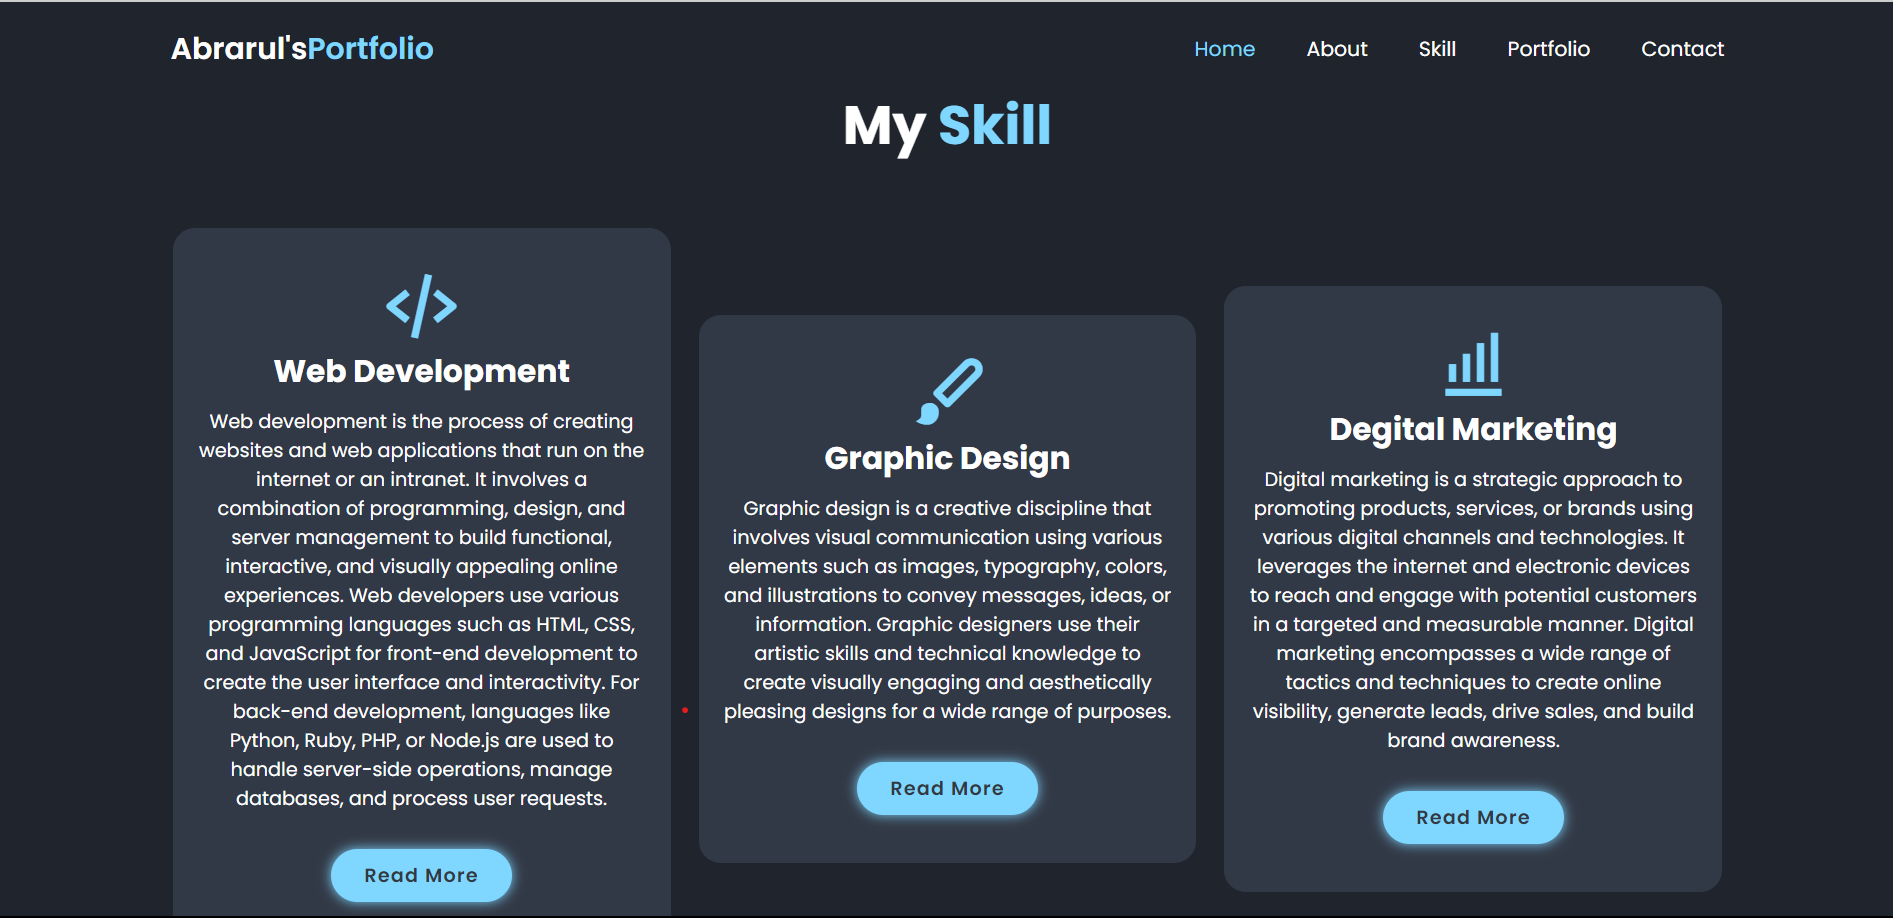 Abrarul'sPortfolio
Home About Skill Portfolio Contact
My Skill
Web Development
Web development is the process of creating
websites and web applications that run on the
internet or an intranet. It involves a
combination of programming, design, and
server management to build functional,
interactive, and visually appealing online
experiences. Web developers use various
programming languages such as HTML, CSS,
and JavaScript for front-end development to
create the user interface and interactivity. For
back-end development, languages like
Python, Ruby, PHP, or Node.js are used to
handle server-side operations, manage
databases, and process user requests.
Read More
Graphic Design
Graphic design is a creative discipline that
involves visual communication using various
elements such as images, typography, colors,
and illustrations to convey messages, ideas, or
information. Graphic designers use their
artistic skills and technical knowledge to
create visually engaging and aesthetically
pleasing designs for a wide range of purposes.
Read More
Degital Marketing
Digital marketing is a strategic approach to
promoting products, services, or brands using
various digital channels and technologies. It
leverages the internet and electronic devices
to reach and engage with potential customers
in a targeted and measurable manner. Digital
marketing encompasses a wide range of
tactics and techniques to create online
visibility, generate leads, drive sales, and build
brand awareness.
Read More